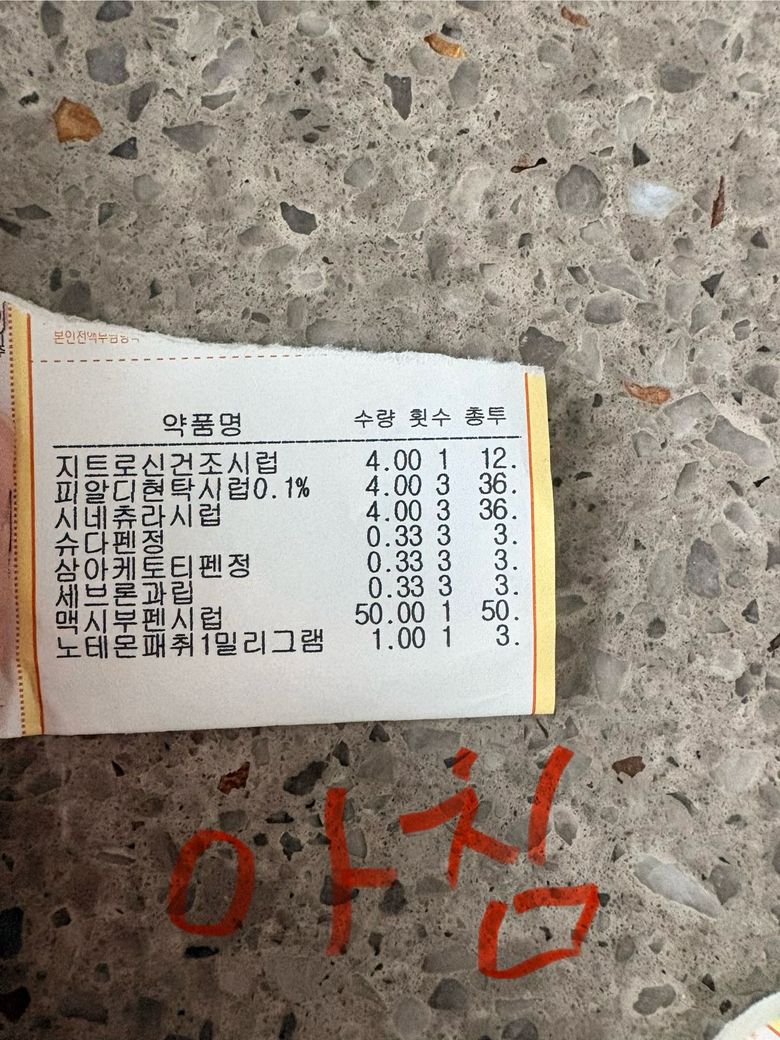 약품명 수량 횟수 총투
지트로신건조시럽 4.00 1 12.
피알디현탁시럽0.1% 4.00 3 36.
시네츄라시럽 4.00 3 36.
슈다펜정 0.33 3 3.
삼아케토티펜정 0.33 3 3.
세브론과립 0.33 3 3.
맥시부펜시럽 50.00 1 50.
노테몬패취1밀리그램 1.00 1 3.
아침